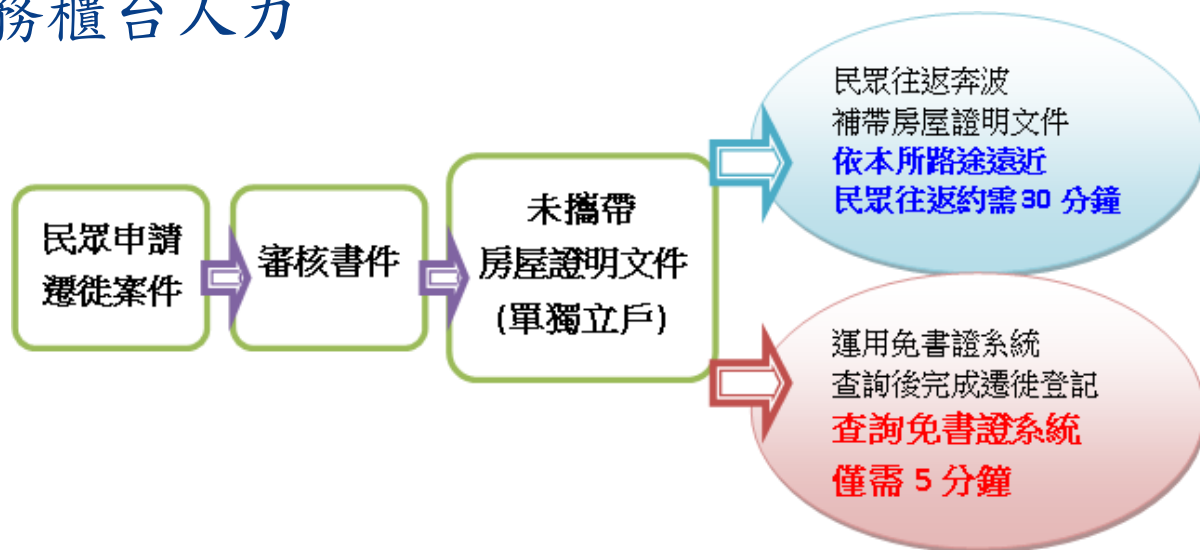 務櫃台人力
民眾申請
遷徙案件
審核書件
未攜帶
房屋證明文件
(單獨立戶)
民眾往返奔波
補帶房屋證明文件
依本所路途遠近
民眾往返約需30 分鐘
運用免書證系統
查詢後完成遷徙登記
查詢免書證系統
僅需 5 分鐘